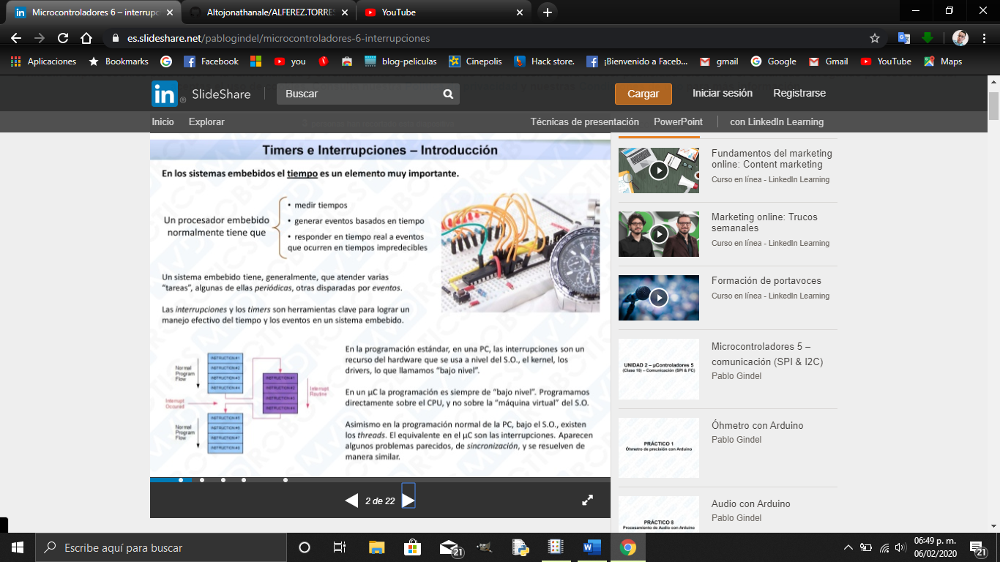 Microcontroladores 6 – interrupc
Altojonathanale/ALFEREZ.TORRES
YouTube
es.slideshare.net/pablogindel/microcontroladores-6-interrupciones
Aplicaciones
Bookmarks
Facebook
you
blog-peliculas
Cinepolis
Hack store.
¡Bienvenido a Faceb...
gmail
Google
Gmail
YouTube
Maps
in SlideShare
Buscar
Cargar
Iniciar sesión
Registrarse
Inicio
Explorar
Técnicas de presentación
PowerPoint
con LinkedIn Learning
Timers e Interrupciones – Introducción
En los sistemas embebidos el tiempo es un elemento muy importante.
Un procesador embebido
normalmente tiene que
• medir tiempos
• generar eventos basados en tiempo
• responder en tiempo real a eventos
que ocurren en tiempos impredecibles
Un sistema embebido tiene, generalmente, que atender varias
“tareas”, algunas de ellas periódicas, otras disparadas por eventos.
Las interrupciones y los timers son herramientas clave para lograr un
manejo efectivo del tiempo y los eventos en un sistema embebido.
Normal
Program
Flow
INSTRUCTION #1
INSTRUCTION #2
INSTRUCTION #3
INSTRUCTION #4
Interrupt
Occured
INSTRUCTION #1
INSTRUCTION #2
INSTRUCTION #3
INSTRUCTION #4
Interrupt
Routine
Normal
Program
Flow
INSTRUCTION #5
INSTRUCTION #6
INSTRUCTION #7
INSTRUCTION #8
En la programación estándar, en una PC, las interrupciones son un
recurso del hardware que se usa a nivel del S.O., el kernel, los
drivers, lo que llamamos “bajo nivel”.
En un µC la programación es siempre de “bajo nivel”. Programamos
directamente sobre el CPU, y no sobre la “máquina virtual” del S.O.
Asimismo en la programación normal de la PC, bajo el S.O., existen
los threads. El equivalente en el µC son las interrupciones. Aparecen
algunos problemas parecidos, de sincronización, y se resuelven de
manera similar.
2 de 22
Fundamentos del marketing
online: Content marketing
Curso en línea - LinkedIn Learning
Marketing online: Trucos
semanales
Curso en línea - LinkedIn Learning
Formación de portavoces
Curso en línea - LinkedIn Learning
UNIDAD 2 – µControladores 5
(Clase 10) – Comunicación (SPI & I²C)
Microcontroladores 5 –
comunicación (SPI & I2C)
Pablo Gindel
PRÁCTICO 1
Óhmetro de precisión con Arduino
Óhmetro con Arduino
Pablo Gindel
PRÁCTICO 8
Procesamiento de Audio con Arduino
Audio con Arduino
Pablo Gindel
Escribe aquí para buscar
21
06:49 p. m.
06/02/2020
21